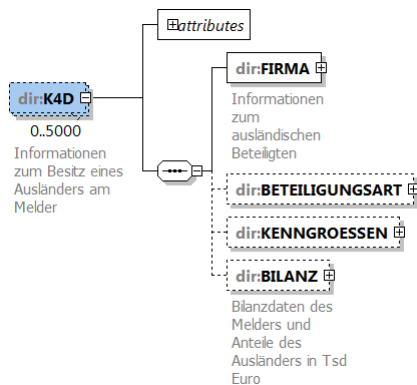 attributes
dir:K4D
0..5000
Informationen
zum Besitz eines
Ausländers am
Melder
dir:FIRMA
Informationen
zum
ausländischen
Beteiligten
dir:BETEILIGUNGSART
dir:KENNGROESSEN
dir:BILANZ
Bilanzdaten des
Melders und
Anteile des
Ausländers in Tsd
Euro